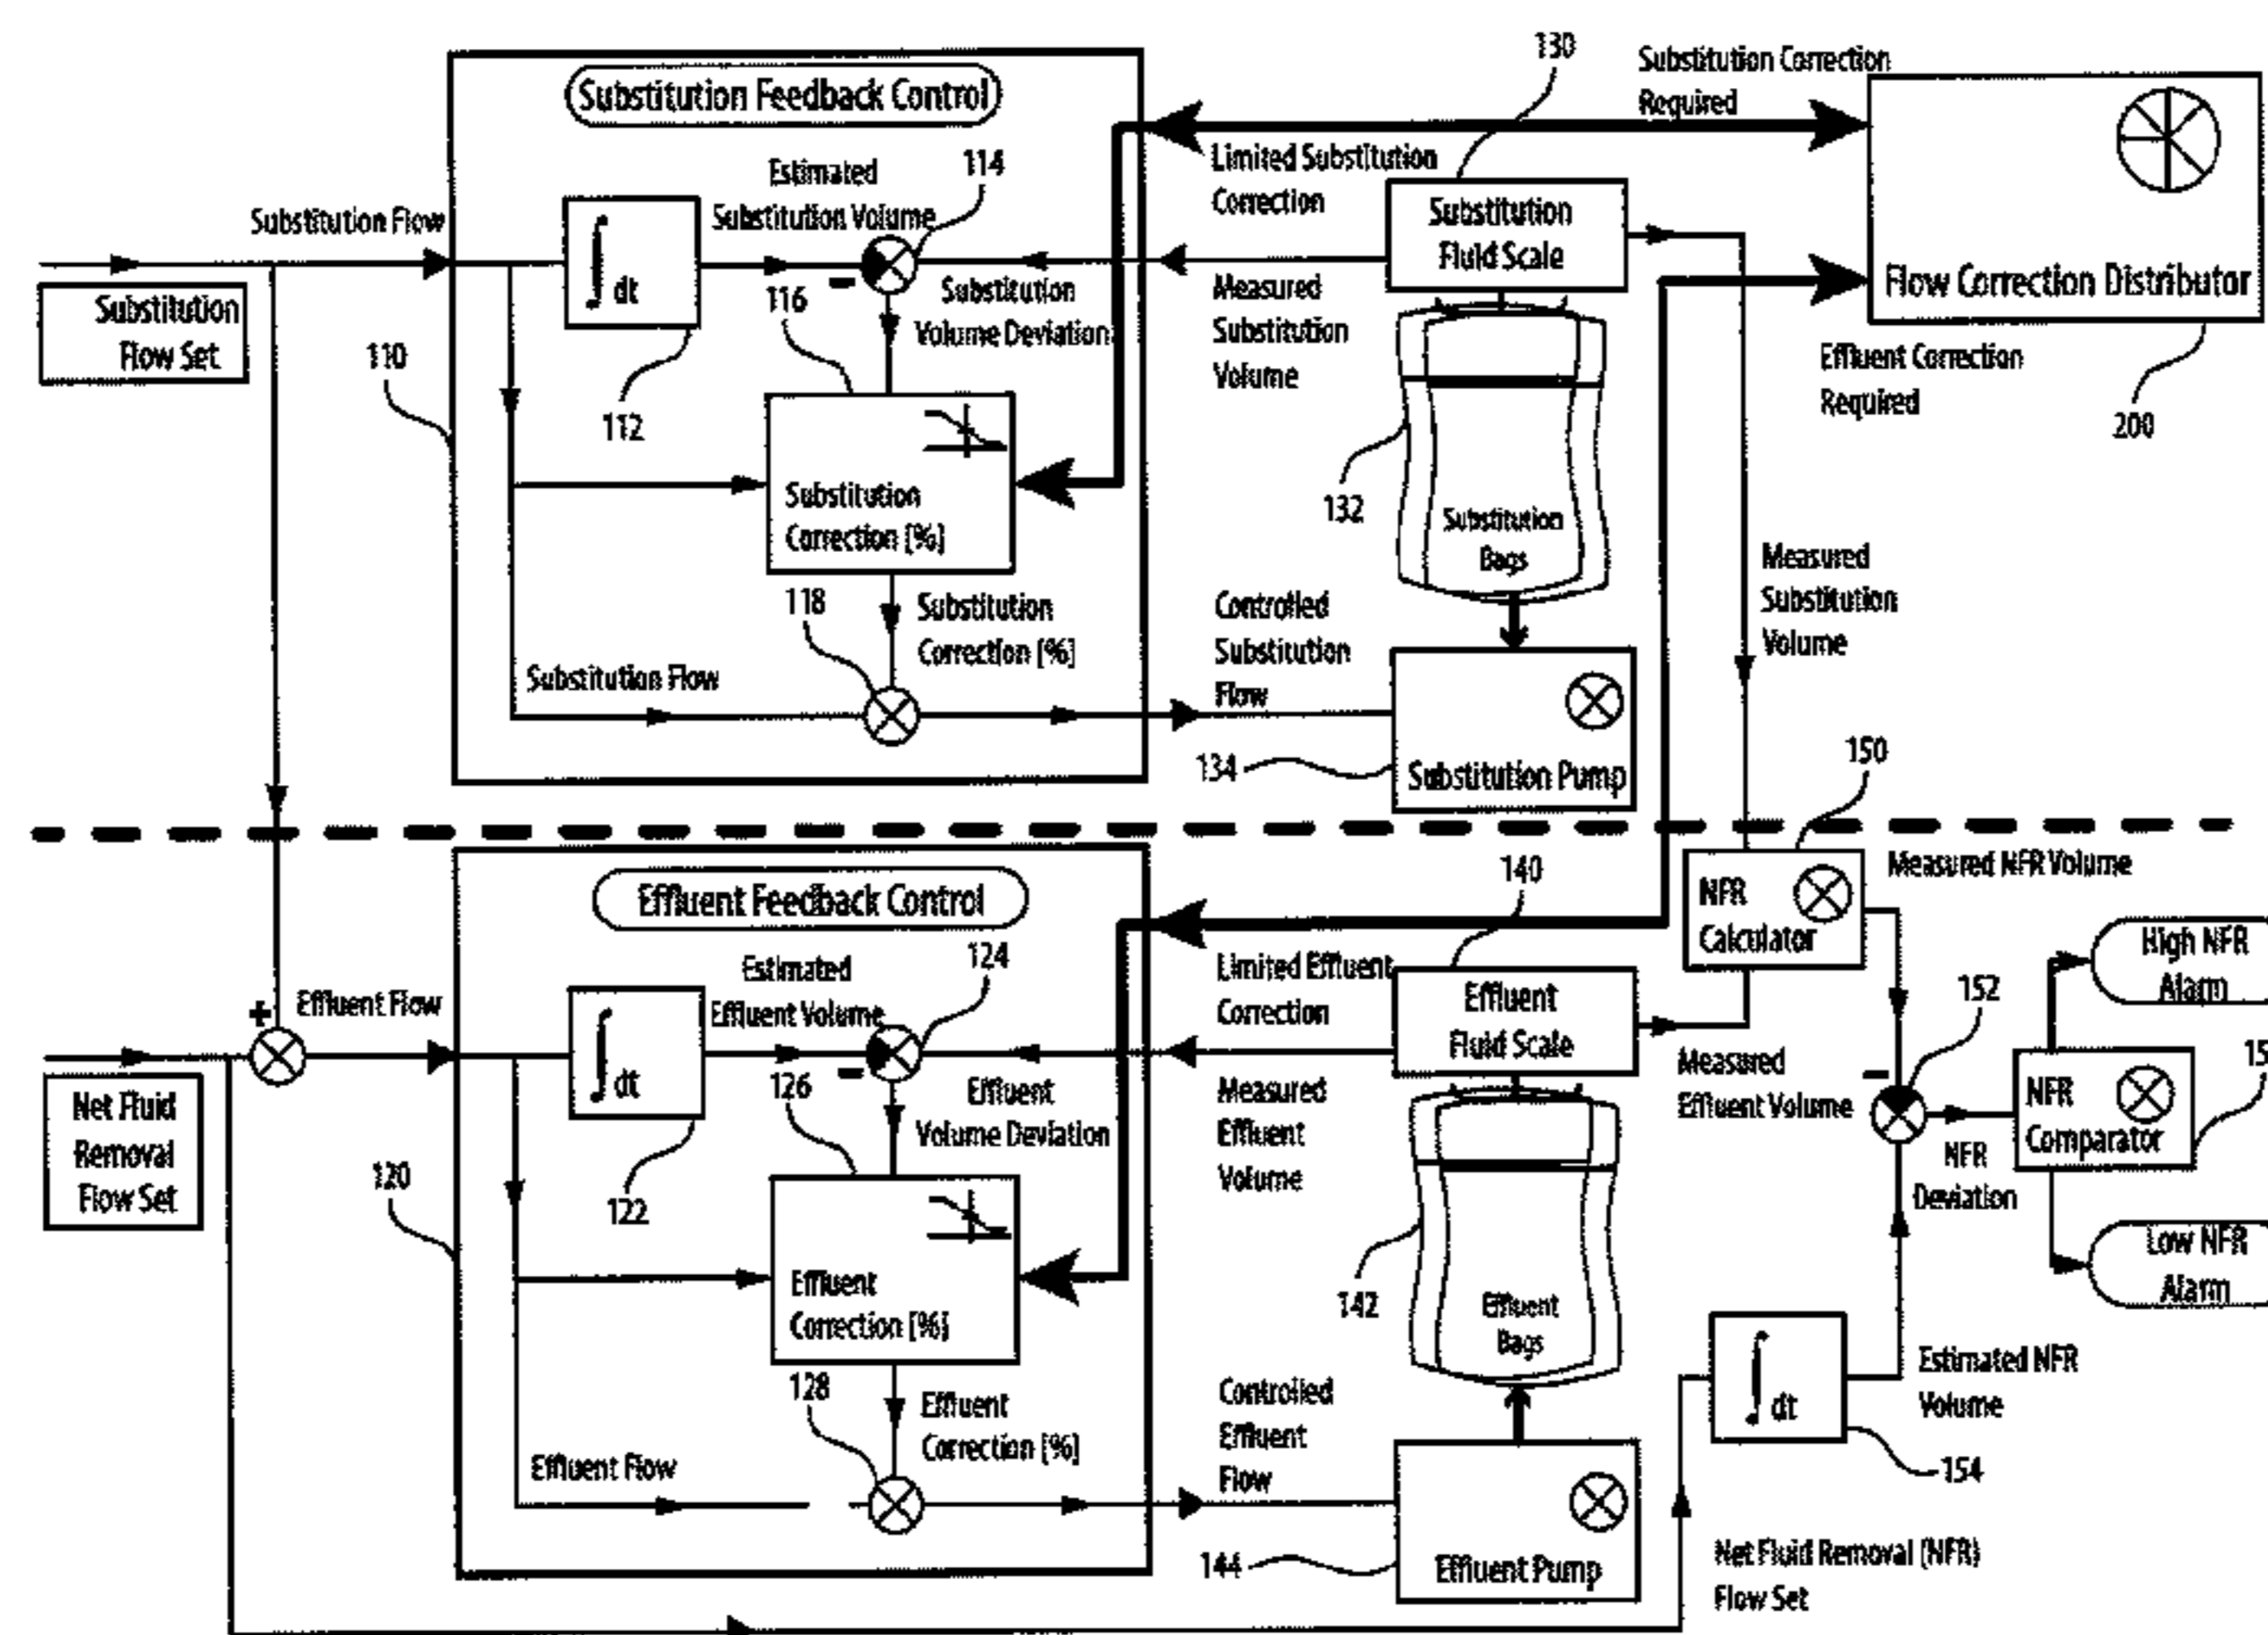 130
Substitution Correction
Required
Substitution Feedback Control
Limited Substitution
Correction
Estimated
Substitution Volume
114
Substitution
Fluid Scale
Flow Correction Distributor
Substitution Flow
Substitution
Flow Set
110
dt
112
116
Substitution
Volume Deviation
Measured
Substitution
Volume
Effluent Correction
Required
200
Substitution
Correction [%]
132
Substitution
Bags
Measured
Substitution
Volume
118
Substitution
Correction [%]
Controlled
Substitution
Flow
Substitution Flow
134
Substitution Pump
150
Effluent Feedback Control
140
NFR
Calculator
Measured NFR Volume
High NFR
Alarm
Estimated
Effluent Volume
124
Limited Effluent
Correction
Effluent
Fluid Scale
152
Effluent Flow
Net Fluid
Removal
Flow Set
120
dt
122
126
Effluent
Volume Deviation
Measured
Effluent
Volume
Measured
Effluent Volume
NFR
Comparator
15
NFR
Deviation
Low NFR
Alarm
Effluent
Correction [%]
142
Effluent
Bags
dt
Estimated NFR
Volume
154
128
Effluent
Correction [%]
Controlled
Effluent
Flow
Effluent Flow
144
Effluent Pump
Net Fluid Removal (NFR)
Flow Set